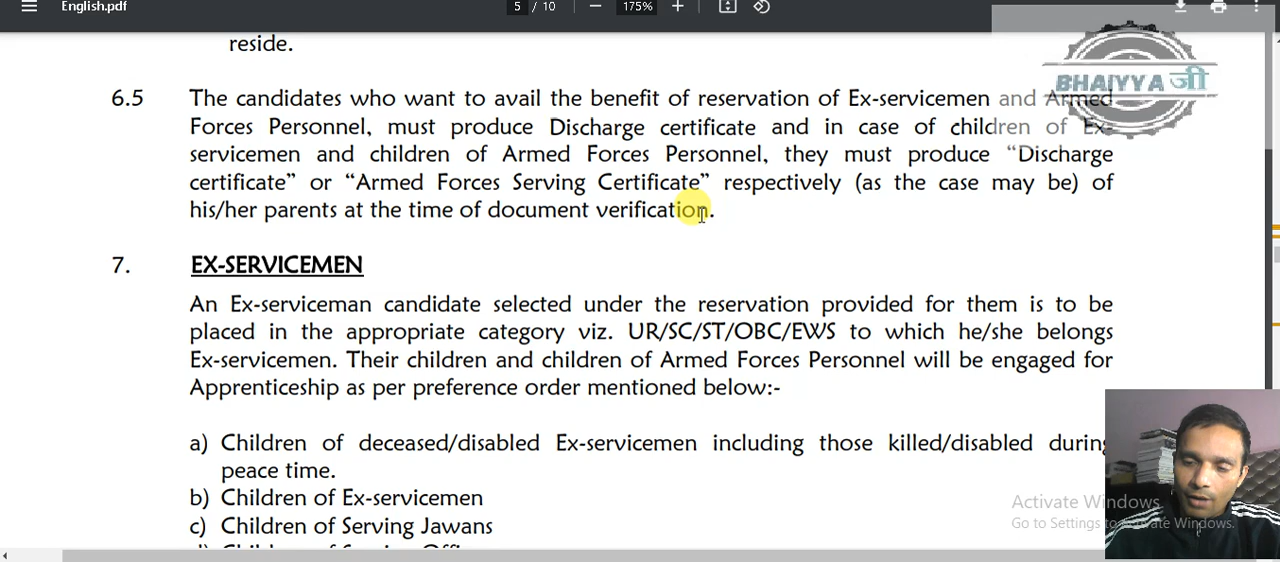 English.pdf
5 / 10
175%
reside.
BHAIYYA जी
6.5 The candidates who want to avail the benefit of reservation of Ex-servicemen and Armed
Forces Personnel, must produce Discharge certificate and in case of children of Ex-
servicemen and children of Armed Forces Personnel, they must produce “Discharge
certificate” or “Armed Forces Serving Certificate” respectively (as the case may be) of
his/her parents at the time of document verification.
7. EX-SERVICEMEN
An Ex-serviceman candidate selected under the reservation provided for them is to be
placed in the appropriate category viz. UR/SC/ST/OBC/EWS to which he/she belongs
Ex-servicemen. Their children and children of Armed Forces Personnel will be engaged for
Apprenticeship as per preference order mentioned below:-
a) Children of deceased/disabled Ex-servicemen including those killed/disabled during
peace time.
b) Children of Ex-servicemen
c) Children of Serving Jawans
Activate Windows
Go to Settings to Activate Windows.